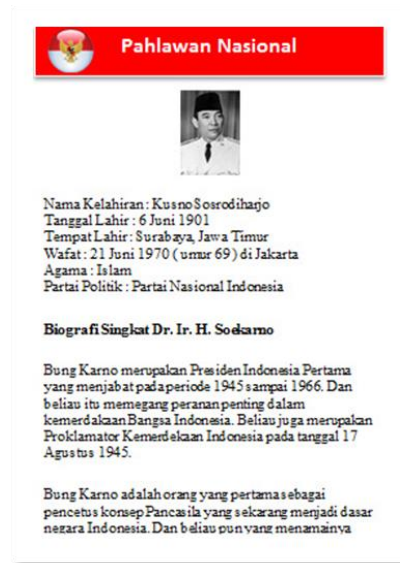 Pahlawan Nasional
Nama Kelahiran : Kusno Sosrodiharjo
Tanggal Lahir : 6 Juni 1901
Tempat Lahir : Surabaya, Jawa Timur
Wafat : 21 Juni 1970 ( umur 69 ) di Jakarta
Agama : Islam
Partai Politik : Partai Nasional Indonesia
Biografi Singkat Dr. Ir. H. Soekarno
Bung Karno merupakan Presiden Indonesia Pertama
yang menjabat pada periode 1945 sampai 1966. Dan
beliau itu memegang peranan penting dalam
kemerdakaan Bangsa Indonesia. Beliau juga merupakan
Proklamator Kemerdekaan Indonesia pada tanggal 17
Agustus 1945.
Bung Karno adalah orang yang pertama sebagai
pencetus konsep Pancasila yang sekarang menjadi dasar
negara Indonesia. Dan beliau pun yang menamainya